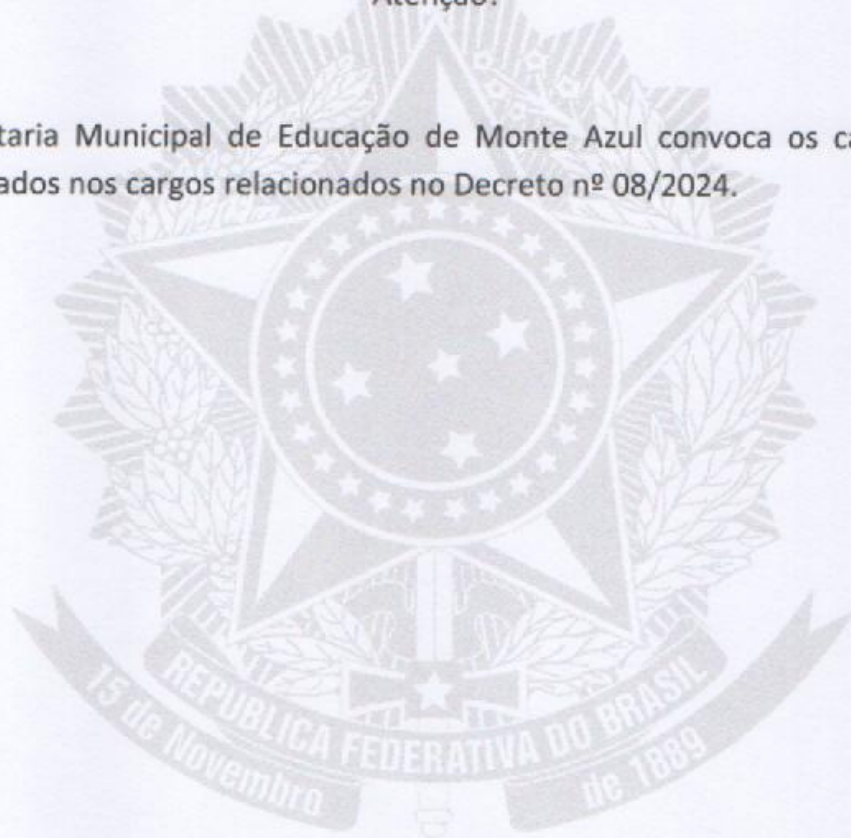 Atenção!
taria Municipal de Educação de Monte Azul convoca os ca
ados nos cargos relacionados no Decreto nº 08/2024.
REPUBLICA FEDERATIVA DO BRASIL
15 de Novembro de 1889